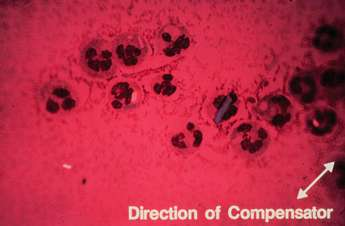 Direction of Compensator